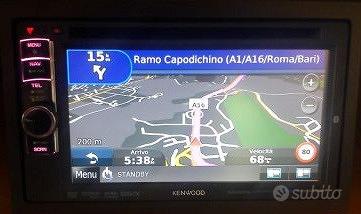 MENU
NAV
TEL
SCRN
15
Ramo Capodichino (A1/A16/Roma/Bari)
A56
200 m
Arrivo
5:38
Velocità
68
80
Menu
STANDBY
KENWOOD
subito